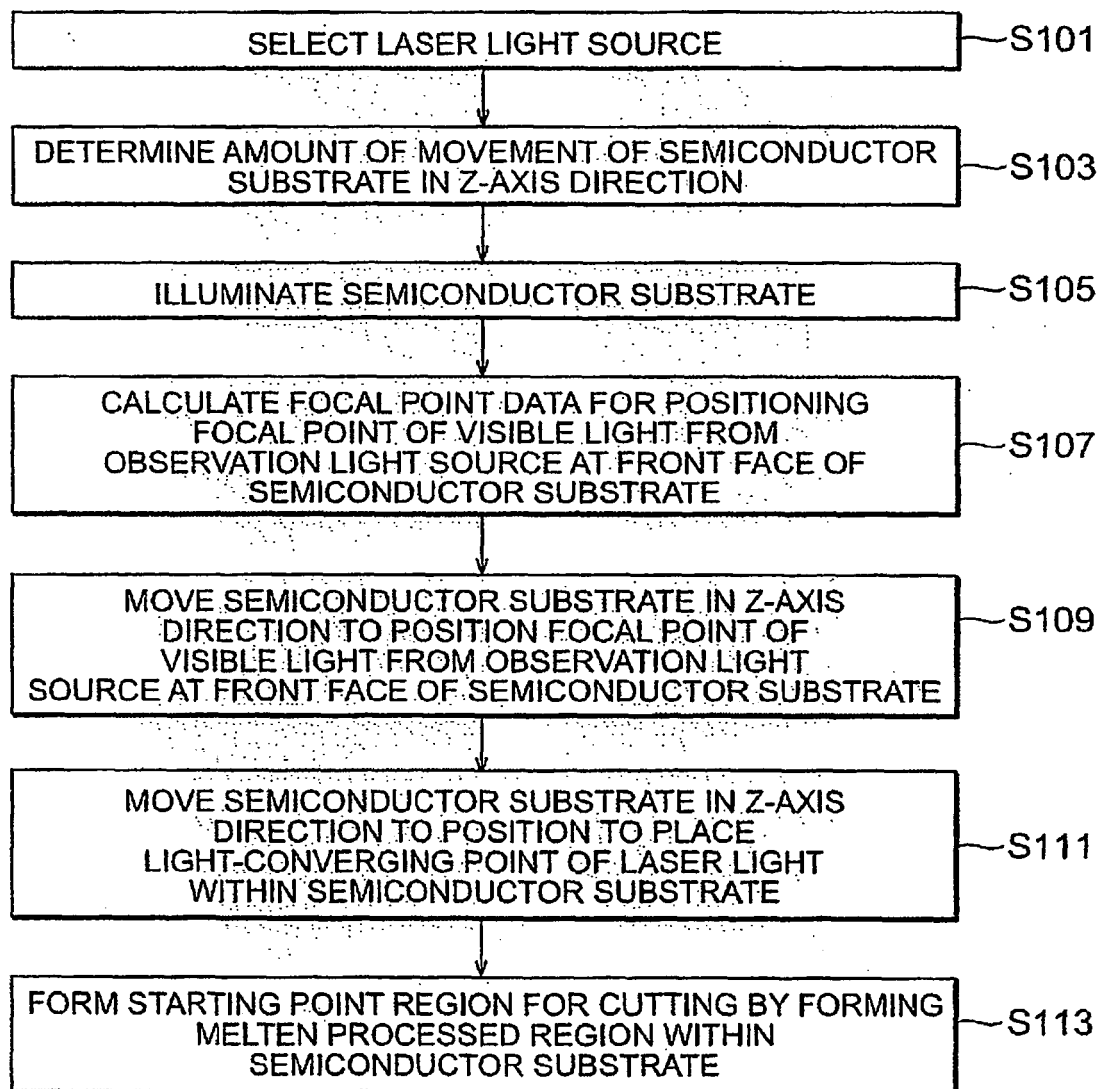 SELECT LASER LIGHT SOURCE
S101
DETERMINE AMOUNT OF MOVEMENT OF SEMICONDUCTOR
SUBSTRATE IN Z-AXIS DIRECTION
S103
ILLUMINATE SEMICONDUCTOR SUBSTRATE
S105
CALCULATE FOCAL POINT DATA FOR POSITIONING
FOCAL POINT OF VISIBLE LIGHT FROM
OBSERVATION LIGHT SOURCE AT FRONT FACE OF
SEMICONDUCTOR SUBSTRATE
S107
MOVE SEMICONDUCTOR SUBSTRATE IN Z-AXIS
DIRECTION TO POSITION FOCAL POINT OF
VISIBLE LIGHT FROM OBSERVATION LIGHT
SOURCE AT FRONT FACE OF SEMICONDUCTOR SUBSTRATE
S109
MOVE SEMICONDUCTOR SUBSTRATE IN Z-AXIS
DIRECTION TO POSITION TO PLACE
LIGHT-CONVERGING POINT OF LASER LIGHT
WITHIN SEMICONDUCTOR SUBSTRATE
S111
FORM STARTING POINT REGION FOR CUTTING BY FORMING
MELTEN PROCESSED REGION WITHIN
SEMICONDUCTOR SUBSTRATE
S113